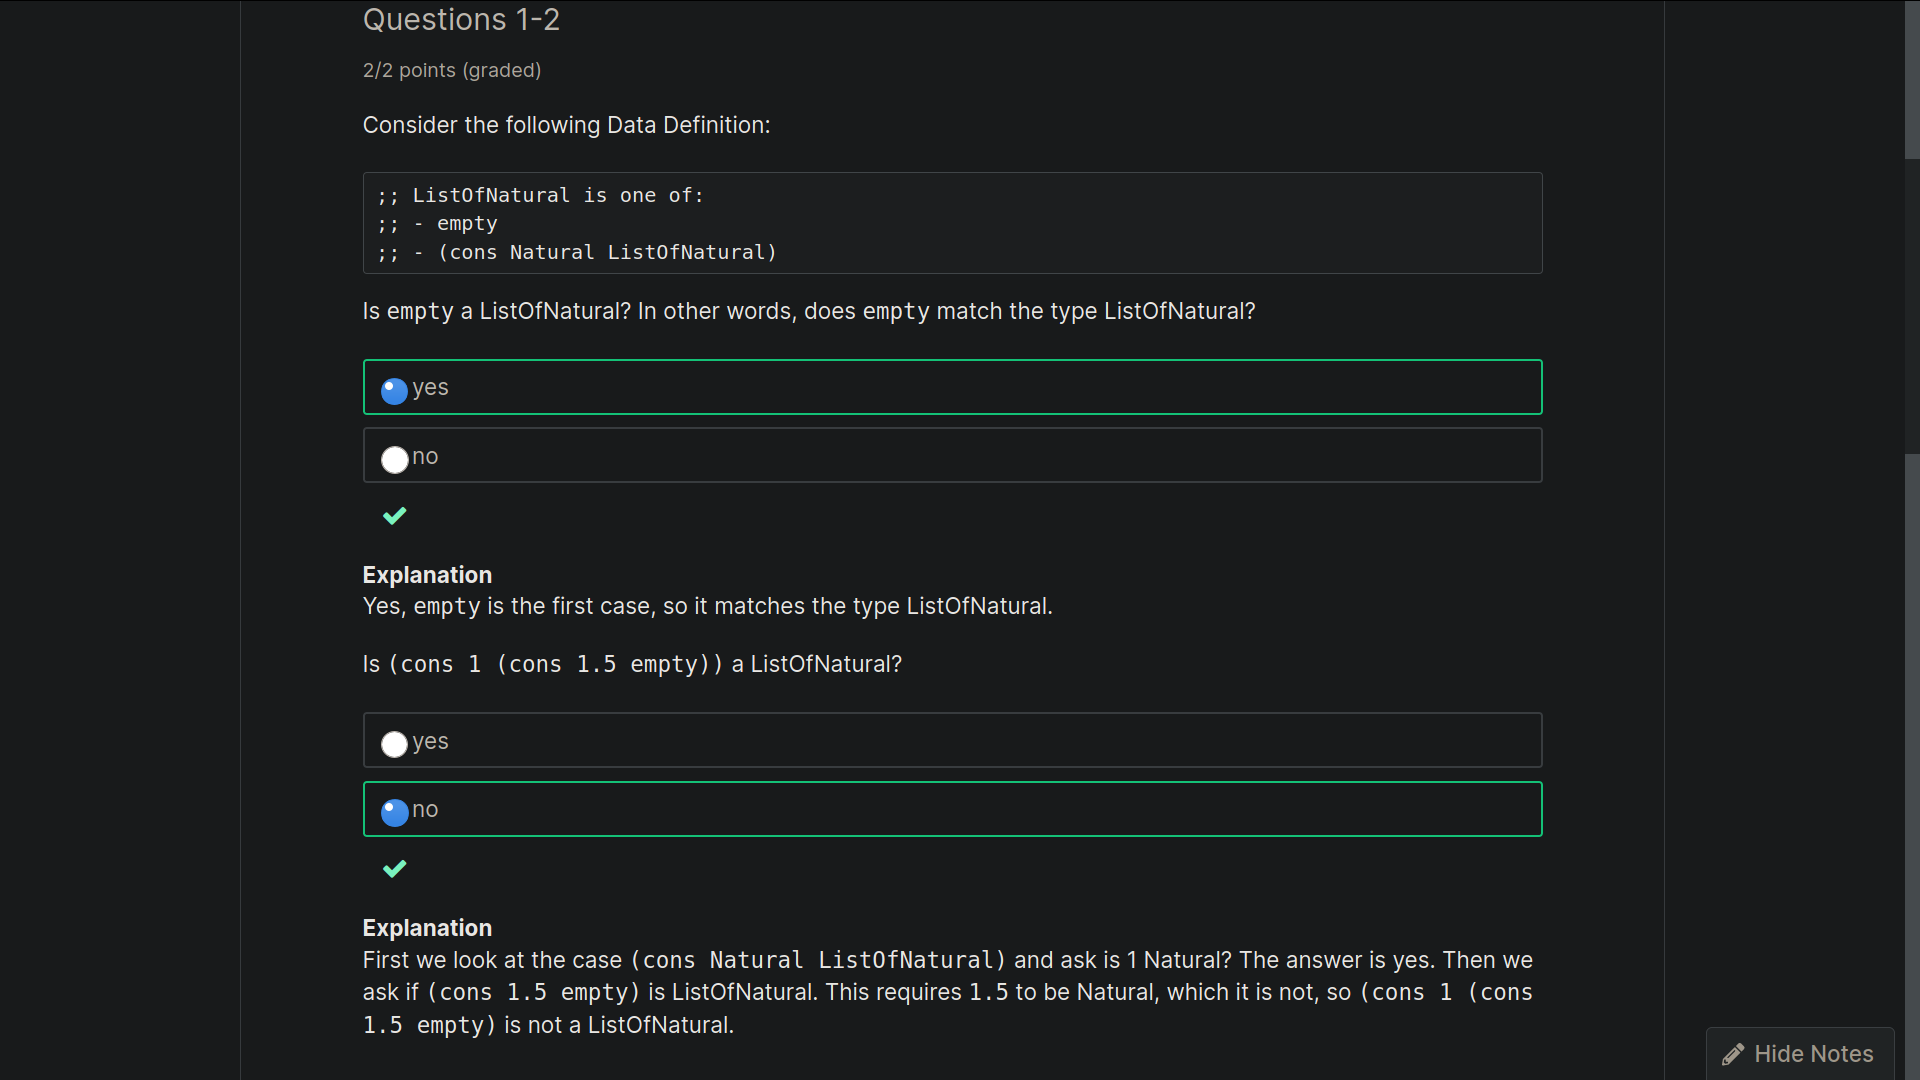 Questions 1-2
2/2 points (graded)
Consider the following Data Definition:
;; ListOfNatural is one of:
;; - empty
;; - (cons Natural ListOfNatural)
Is empty a ListOfNatural? In other words, does empty match the type ListOfNatural?
yes
no
Explanation
Yes, empty is the first case, so it matches the type ListOfNatural.
Is (cons 1 (cons 1.5 empty)) a ListOfNatural?
yes
no
Explanation
First we look at the case (cons Natural ListOfNatural) and ask is 1 Natural? The answer is yes. Then we
ask if (cons 1.5 empty) is ListOfNatural. This requires 1.5 to be Natural, which it is not, so (cons 1 (cons
1.5 empty) is not a ListOfNatural.
Hide Notes